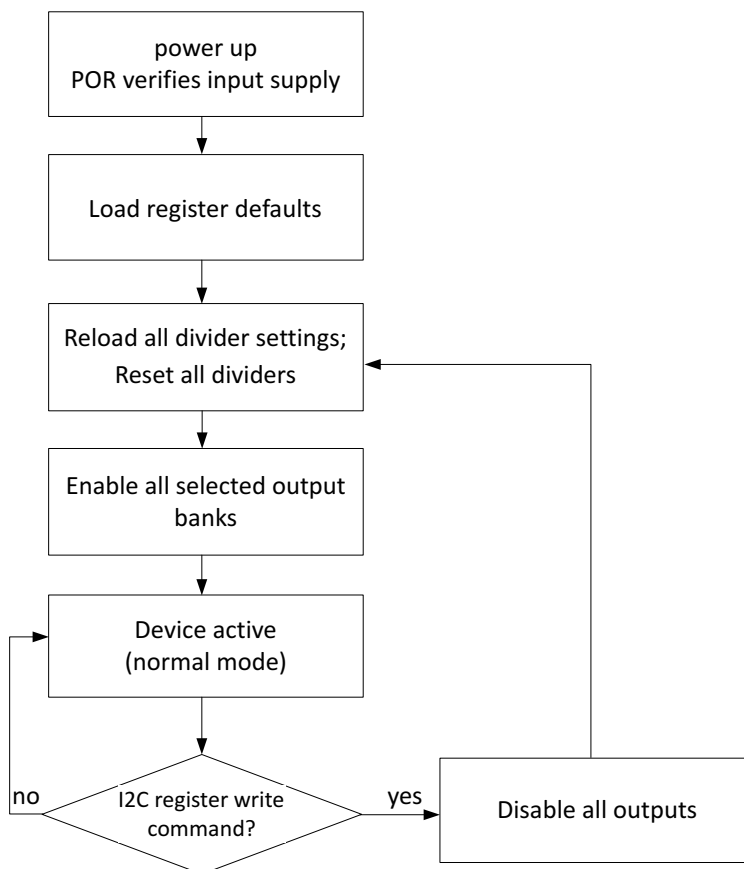 power up
POR verifies input supply
Load register defaults
Reload all divider settings;
Reset all dividers
Enable all selected output
banks
Device active
(normal mode)
I2C register write
command?
no
yes
Disable all outputs